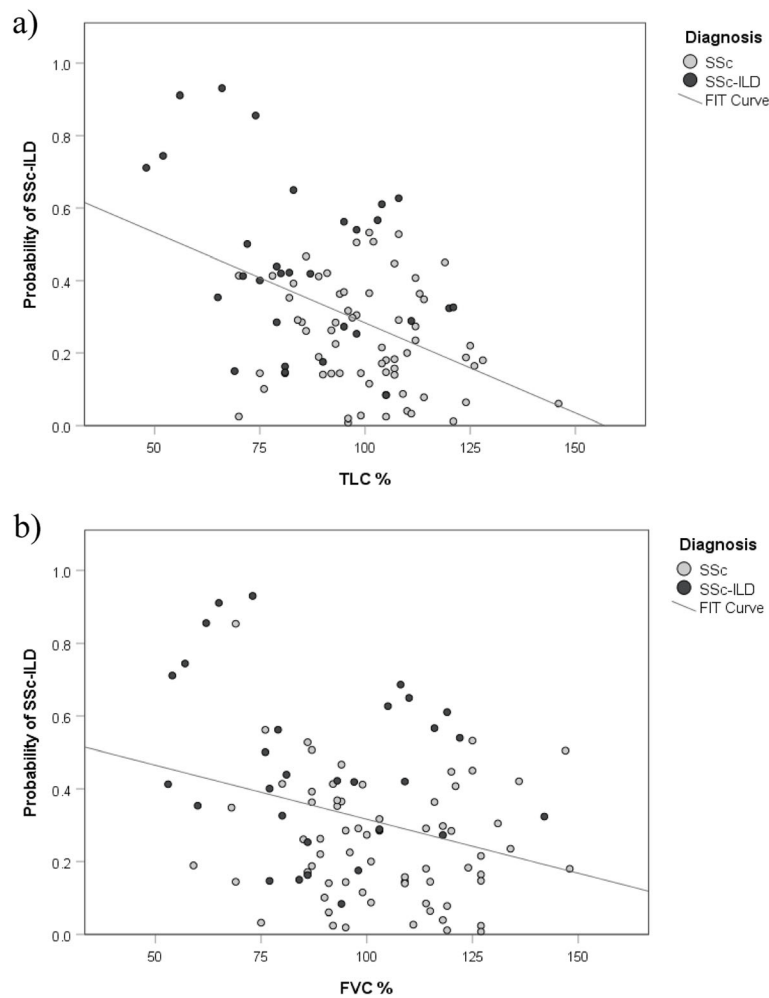 a)
Diagnosis
SSc
SSc-ILD
FIT Curve
Probability of SSc-ILD
1.0
0.8
0.6
0.4
0.2
0.0
50
75
100
125
150
TLC %
b)
Diagnosis
SSc
SSc-ILD
FIT Curve
Probability of SSc-ILD
1.0
0.8
0.6
0.4
0.2
0.0
50
75
100
125
150
FVC %